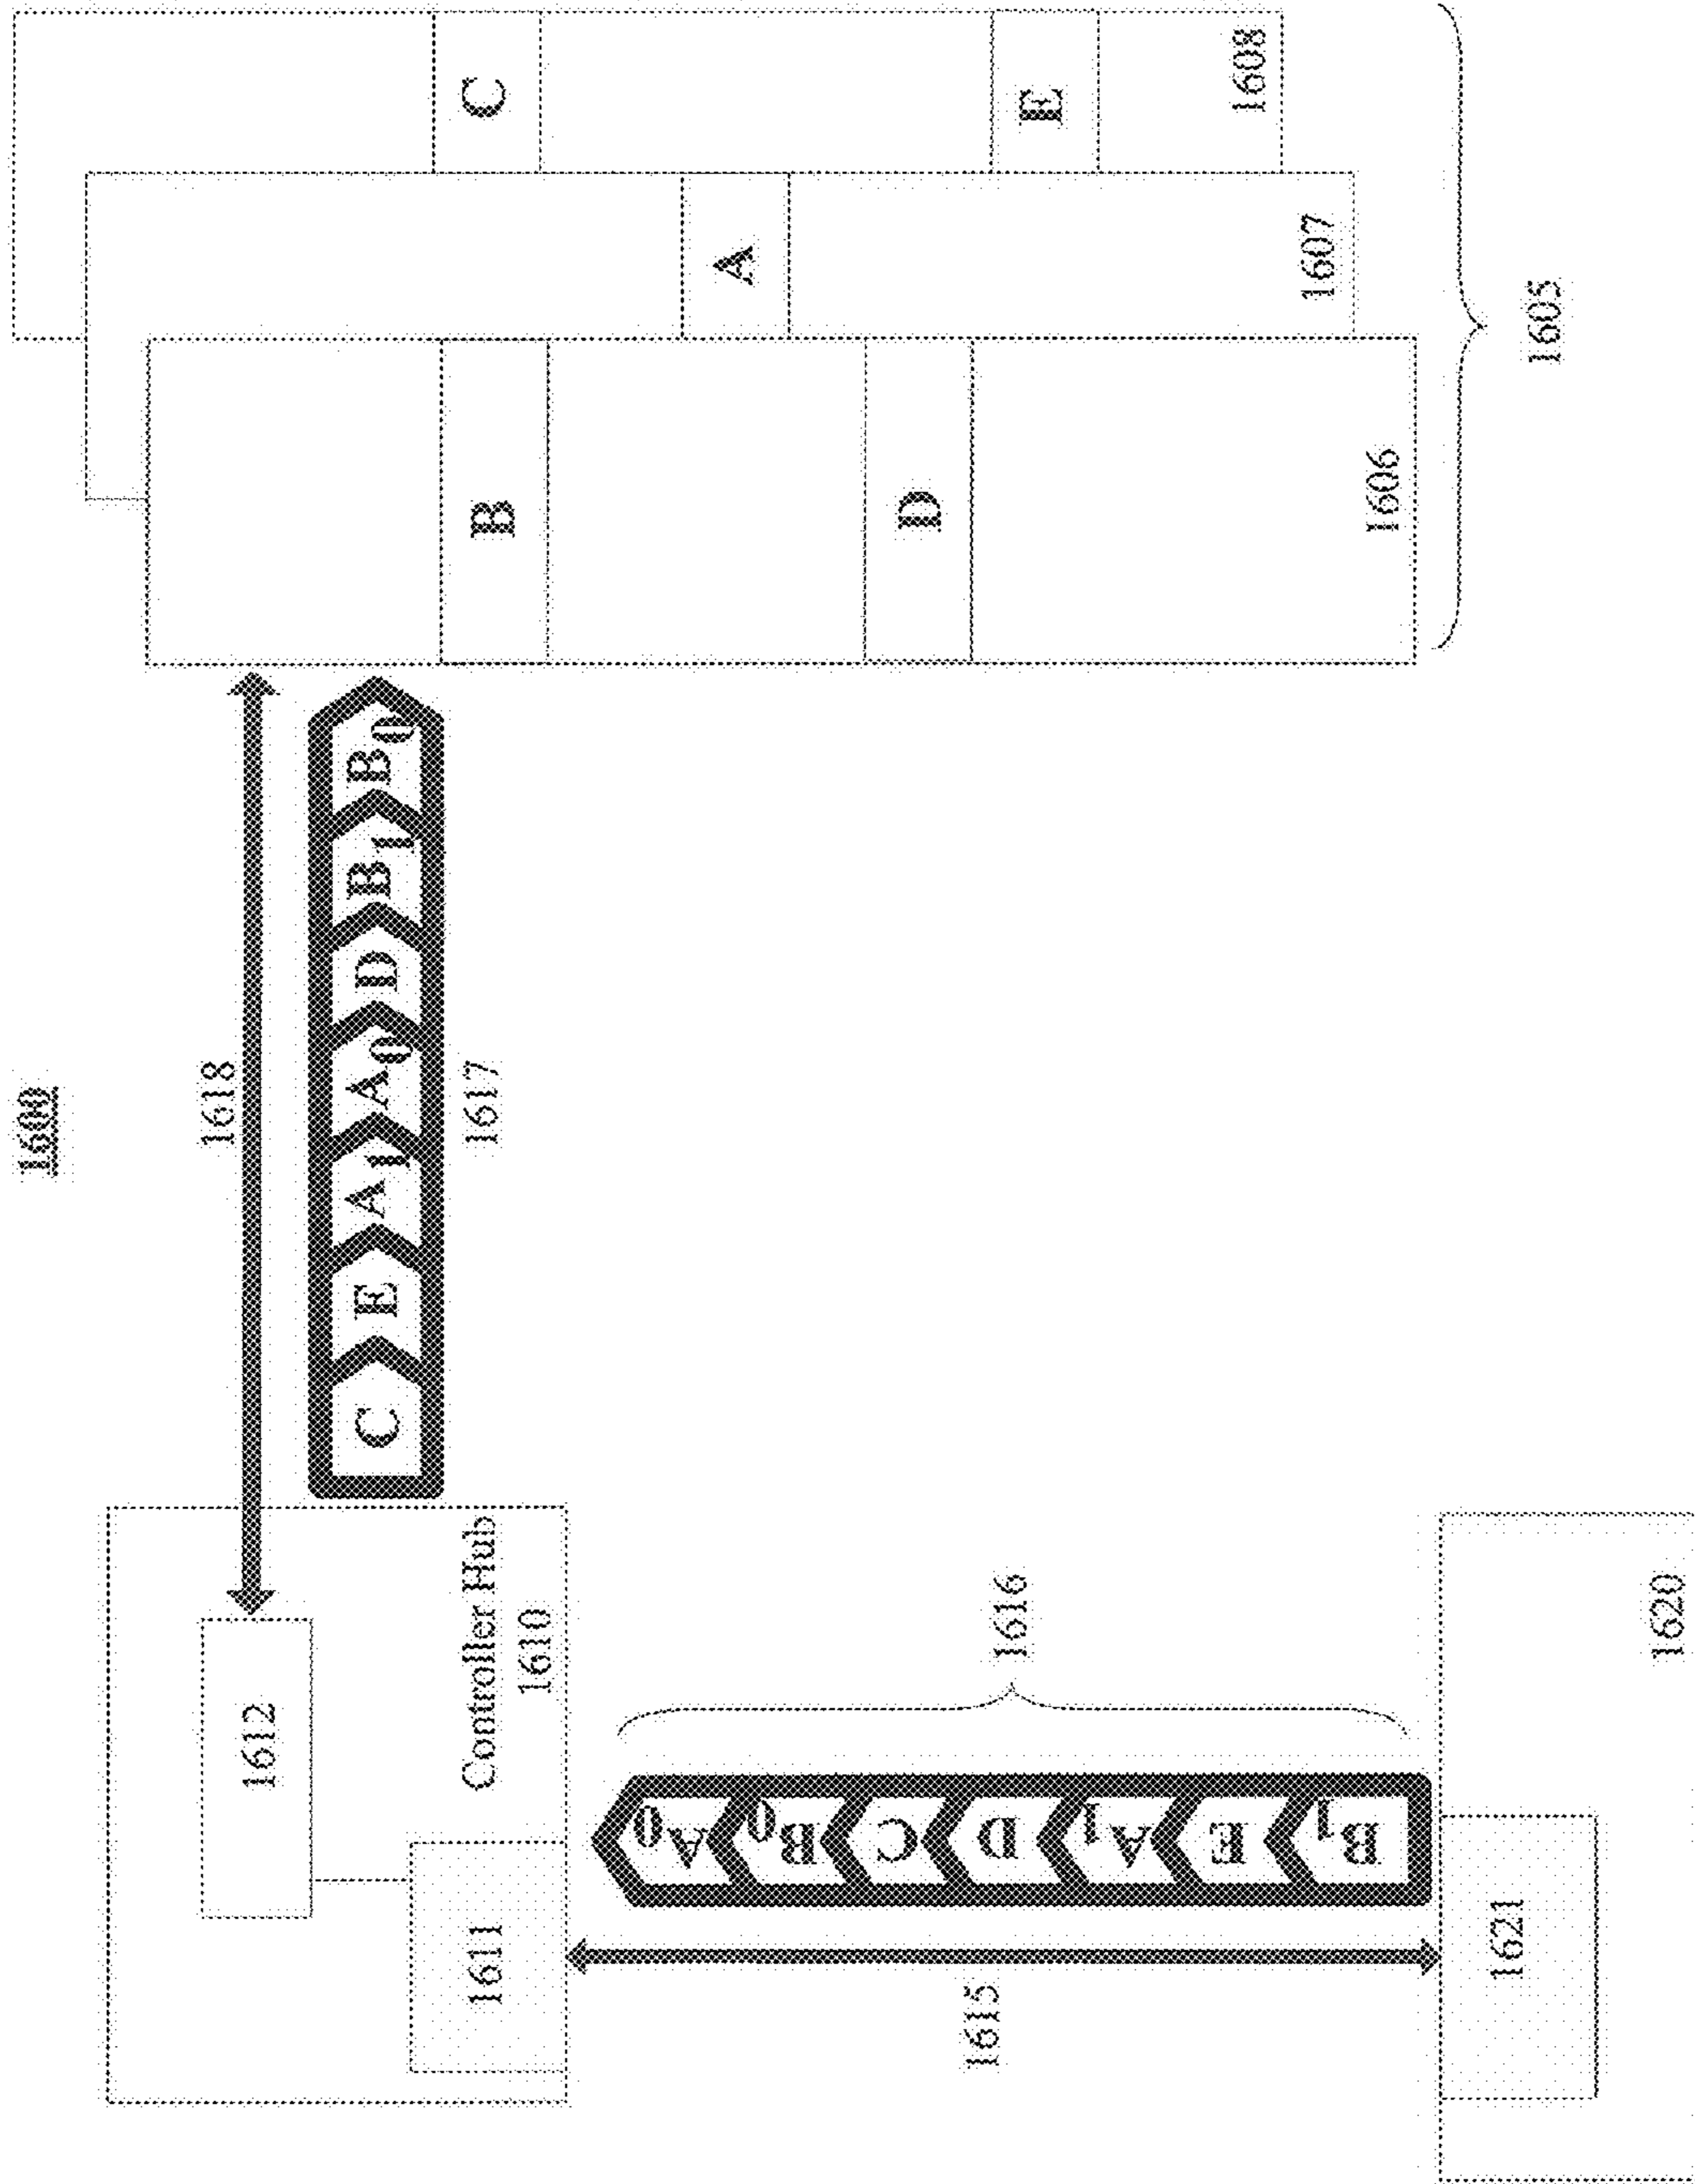 1600
1618
C E A1 A0 D B1 B0
1617
1612
Controller Hub
1610
1611
1615
A0
B0
C
D
A1
E
B1
1616
1621
1620
B
D
1606
A
1607
C
E
1608
1605